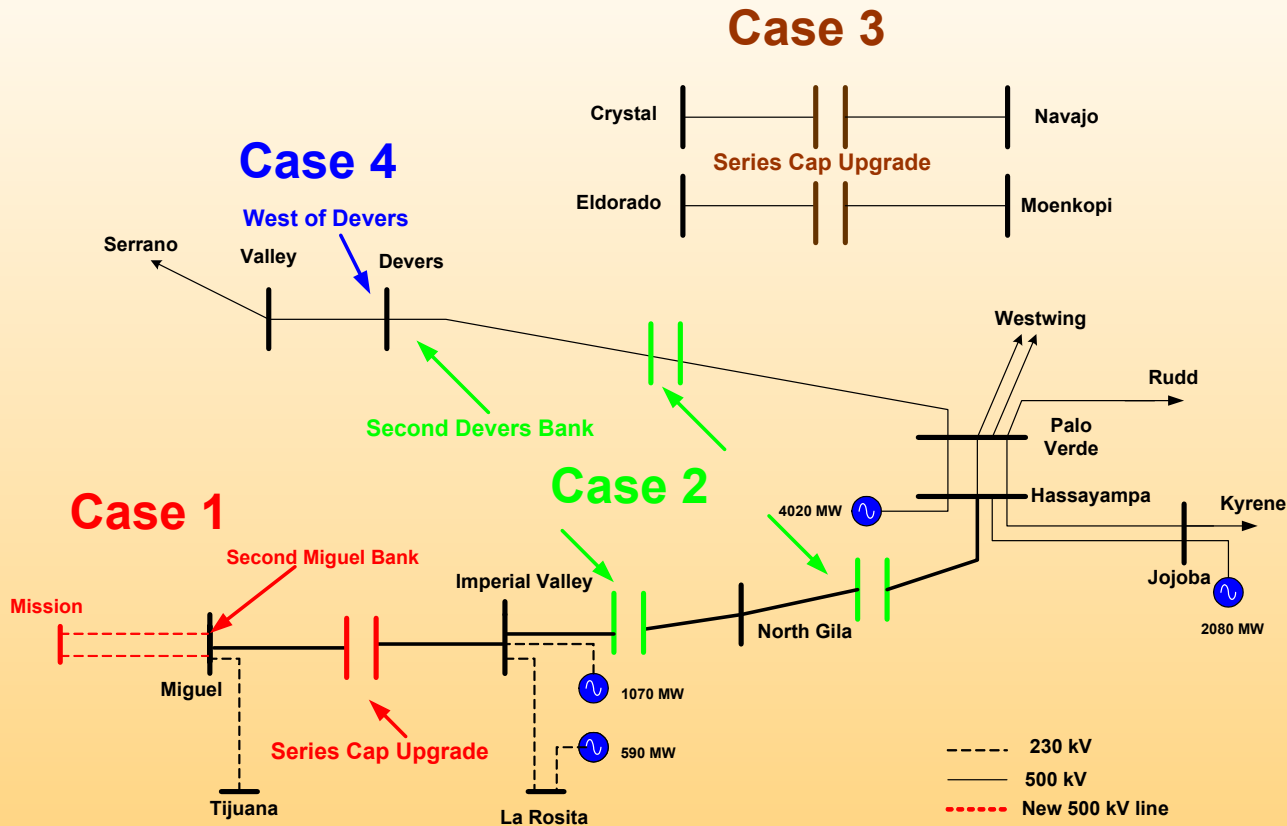 Case 3
Crystal
Navajo
Series Cap Upgrade
Eldorado
Moenkopi
Case 4
West of Devers
Serrano
Valley
Devers
Westwing
Rudd
Second Devers Bank
Palo
Verde
Case 2
Hassayampa
4020 MW
Kyrene
Case 1
Second Miguel Bank
Imperial Valley
Jojoba
Mission
North Gila
2080 MW
Miguel
1070 MW
Series Cap Upgrade
590 MW
Tijuana
La Rosita
230 kV
500 kV
New 500 kV line